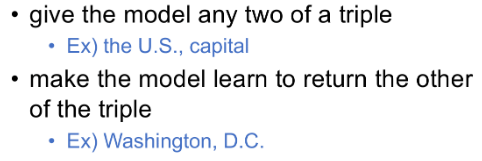 • give the model any two of a triple
• Ex) the U.S., capital
• make the model learn to return the other
of the triple
• Ex) Washington, D.C.